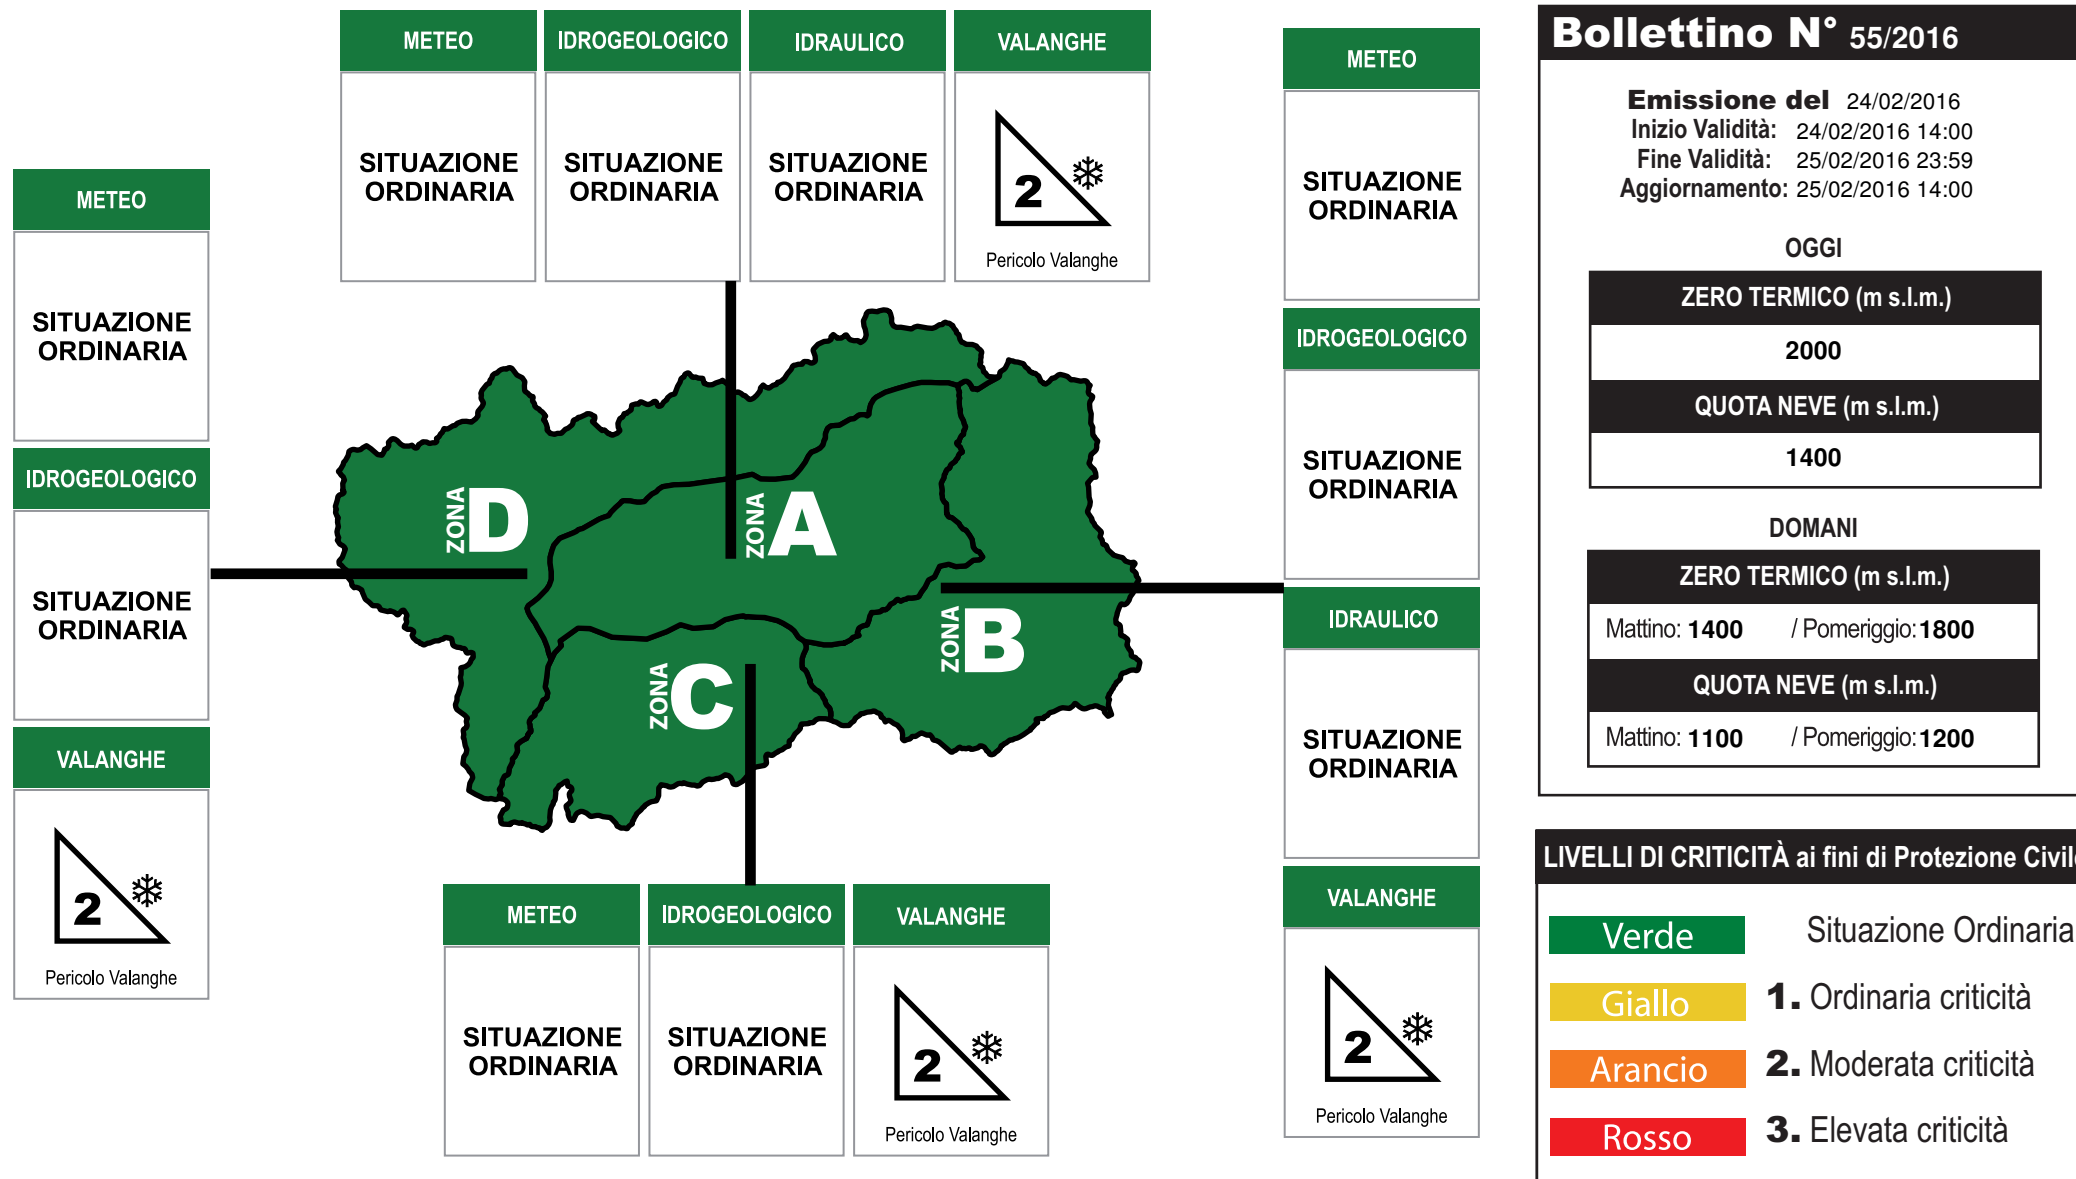 METEO
IDROGEOLOGICO
IDRAULICO
VALANGHE
SITUAZIONE
ORDINARIA
SITUAZIONE
ORDINARIA
SITUAZIONE
ORDINARIA
2
Pericolo Valanghe
METEO
SITUAZIONE
ORDINARIA
IDROGEOLOGICO
SITUAZIONE
ORDINARIA
VALANGHE
2
Pericolo Valanghe
ZONA D
ZONA A
ZONA B
ZONA C
METEO
SITUAZIONE
ORDINARIA
IDROGEOLOGICO
SITUAZIONE
ORDINARIA
IDRAULICO
SITUAZIONE
ORDINARIA
VALANGHE
2
Pericolo Valanghe
METEO
IDROGEOLOGICO
VALANGHE
SITUAZIONE
ORDINARIA
SITUAZIONE
ORDINARIA
2
Pericolo Valanghe
Bollettino N° 55/2016
Emissione del 24/02/2016
Inizio Validità: 24/02/2016 14:00
Fine Validità: 25/02/2016 23:59
Aggiornamento: 25/02/2016 14:00
OGGI
ZERO TERMICO (m s.l.m.)
2000
QUOTA NEVE (m s.l.m.)
1400
DOMANI
ZERO TERMICO (m s.l.m.)
Mattino: 1400 / Pomeriggio: 1800
QUOTA NEVE (m s.l.m.)
Mattino: 1100 / Pomeriggio: 1200
LIVELLI DI CRITICITÀ ai fini di Protezione Civile
Verde Situazione Ordinaria
Giallo 1. Ordinaria criticità
Arancio 2. Moderata criticità
Rosso 3. Elevata criticità